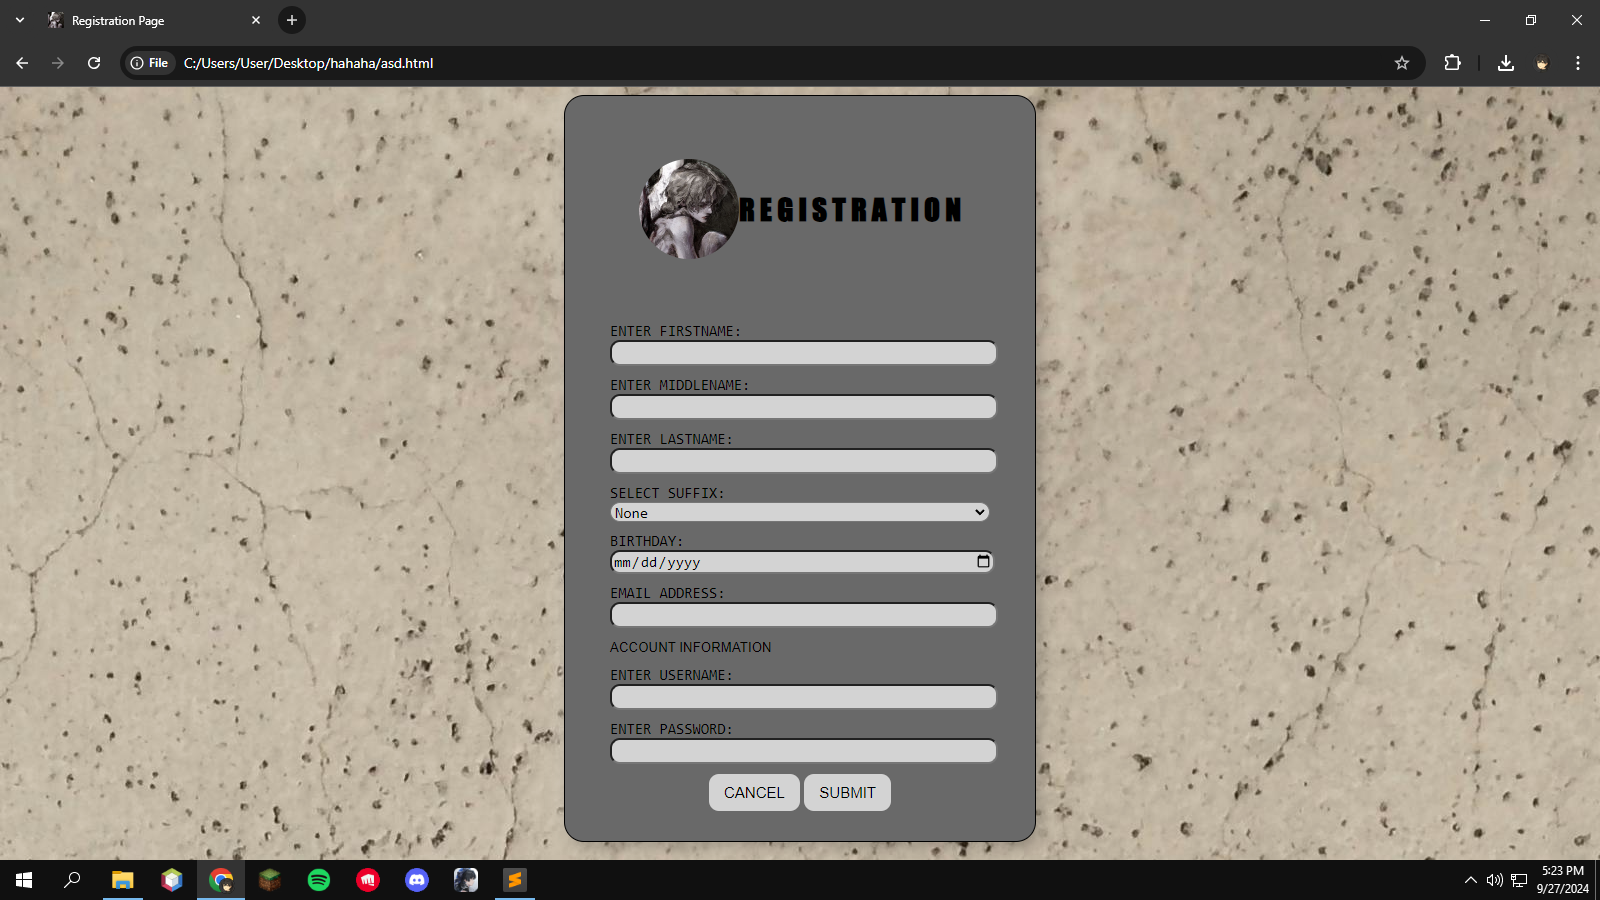 Registration Page
File
C:/Users/User/Desktop/hahaha/asd.html
REGISTRATION
ENTER FIRSTNAME:
ENTER MIDDLENAME:
ENTER LASTNAME:
SELECT SUFFIX:
None
BIRTHDAY:
mm/dd/yyyy
EMAIL ADDRESS:
ACCOUNT INFORMATION
ENTER USERNAME:
ENTER PASSWORD:
CANCEL SUBMIT
5:23 PM
9/27/2024